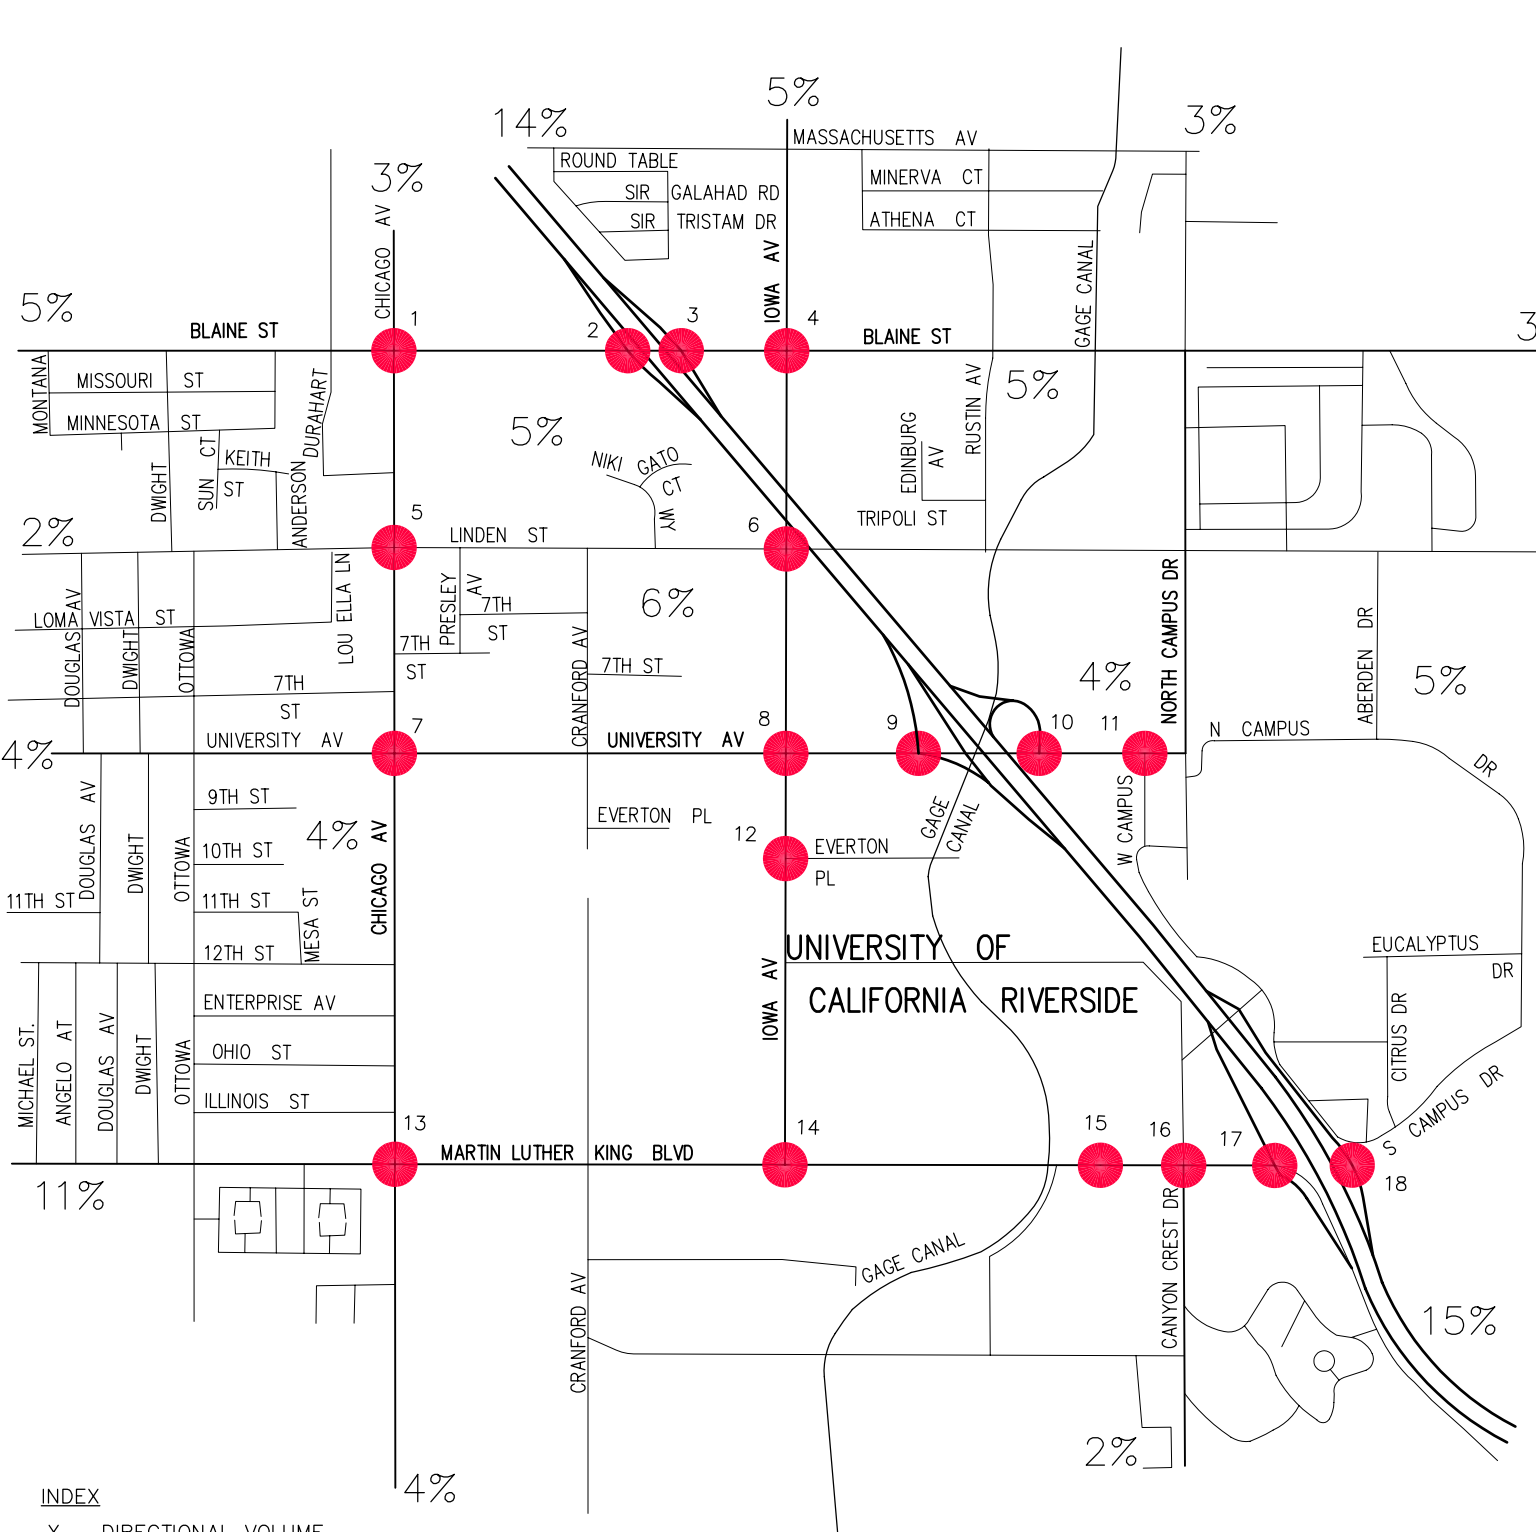 5%
14%
3%
MASSACHUSETTS AV
3%
ROUND TABLE
SIR GALAHAD RD
SIR TRISTAM DR
MINERVA CT
ATHENA CT
CHICAGO AV
IOWA AV
GAGE CANAL
5%
BLAINE ST
1
2
3
4
BLAINE ST
3
MONTANA
MISSOURI ST
MINNESOTA ST
DURAHART
5%
5%
RUSTIN AV
EDINBURG
AV
KEITH
ST
SUN CT
DWIGHT
ANDERSON
NIKI GATO
CT
WY
TRIPOLI ST
2%
5
LINDEN ST
6
LOU ELLA LN
PRESLEY
AV
NORTH CAMPUS DR
6%
7TH
ST
LOMA VISTA ST
DOUGLAS AV
DWIGHT
OTTOWA
7TH
ST
CRANFORD AV
7TH ST
4%
ABERDEN DR
5%
7TH
ST
4%
UNIVERSITY AV
7
UNIVERSITY AV
8
9
10
11
N CAMPUS
DR
DOUGLAS AV
DWIGHT
OTTOWA
9TH ST
10TH ST
4%
CHICAGO AV
EVERTON PL
12
EVERTON
PL
GAGE
CANAL
W CAMPUS
11TH ST
11TH ST
MESA ST
12TH ST
UNIVERSITY OF
CALIFORNIA RIVERSIDE
EUCALYPTUS
DR
IOWA AV
ENTERPRISE AV
OHIO ST
ILLINOIS ST
MICHAEL ST.
ANGELO AT
DOUGLAS AV
DWIGHT
OTTOWA
CITRUS DR
S CAMPUS DR
13
MARTIN LUTHER KING BLVD
14
15
16
17
18
11%
CANYON CREST DR
GAGE CANAL
CRANFORD AV
15%
2%
4%
INDEX
X DIRECTIONAL VOLUME